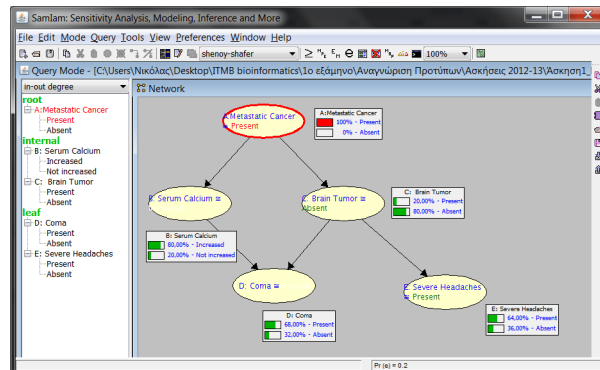 SamIam: Sensitivity Analysis, Modeling, Inference and More
File Edit Mode Query Tools View Preferences Window Help
shenoy-shafer
100%
Query Mode - [C:\Users\Νικόλας\Desktop\ITMB bioinformatics\1ο εξάμηνο\Αναγνώριση Προτύπων\Ασκήσεις 2012-13\Άσκηση1_
in-out degree
root
A:Metastatic Cancer
Present
Absent
internal
B: Serum Calcium
Increased
Not increased
C: Brain Tumor
Present
Absent
leaf
D: Coma
Present
Absent
E: Severe Headaches
Present
Absent
Network
A:Metastatic Cancer
≅ Present
A:Metastatic Cancer
100% - Present
0% - Absent
B: Serum Calcium ≅
C: Brain Tumor ≅
Absent
C: Brain Tumor
20,00% - Present
80,00% - Absent
B: Serum Calcium
80,00% - Increased
20,00% - Not increased
D: Coma ≅
E: Severe Headaches
≅ Present
D: Coma
68,00% - Present
32,00% - Absent
E: Severe Headaches
64,00% - Present
36,00% - Absent
Pr (e) = 0.2